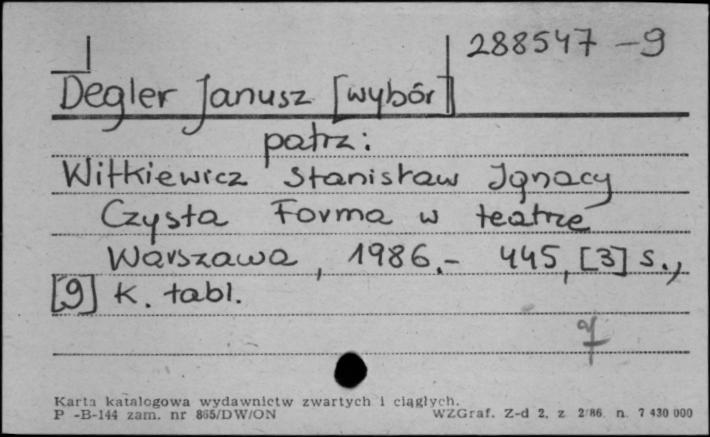 288547-9
Degler Janusz [wybór]
patrz:
Witkiewicz Stanisław Ignacy
Czysta Forma w teatrze
Warszawa, 1986.- 445, [3] s.,
[9] k. tabl.
Karta katalogowa wydawnictw zwartych i ciągłych.
P -B-144 zam. nr 865/DW/ON WZGraf. Z-d 2, z 2/86 n. 7 430 000